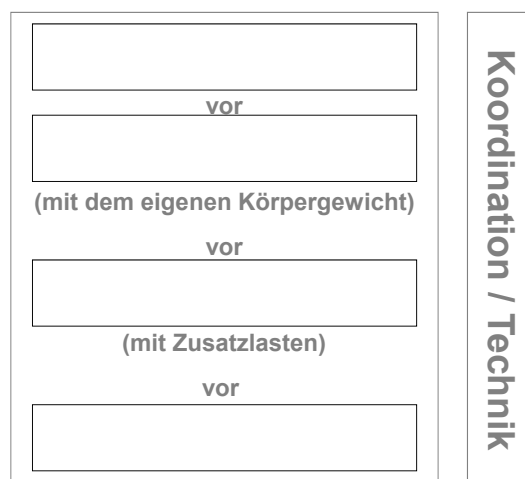 vor
(mit dem eigenen Körpergewicht)
vor
(mit Zusatzlasten)
vor
Koordination / Technik